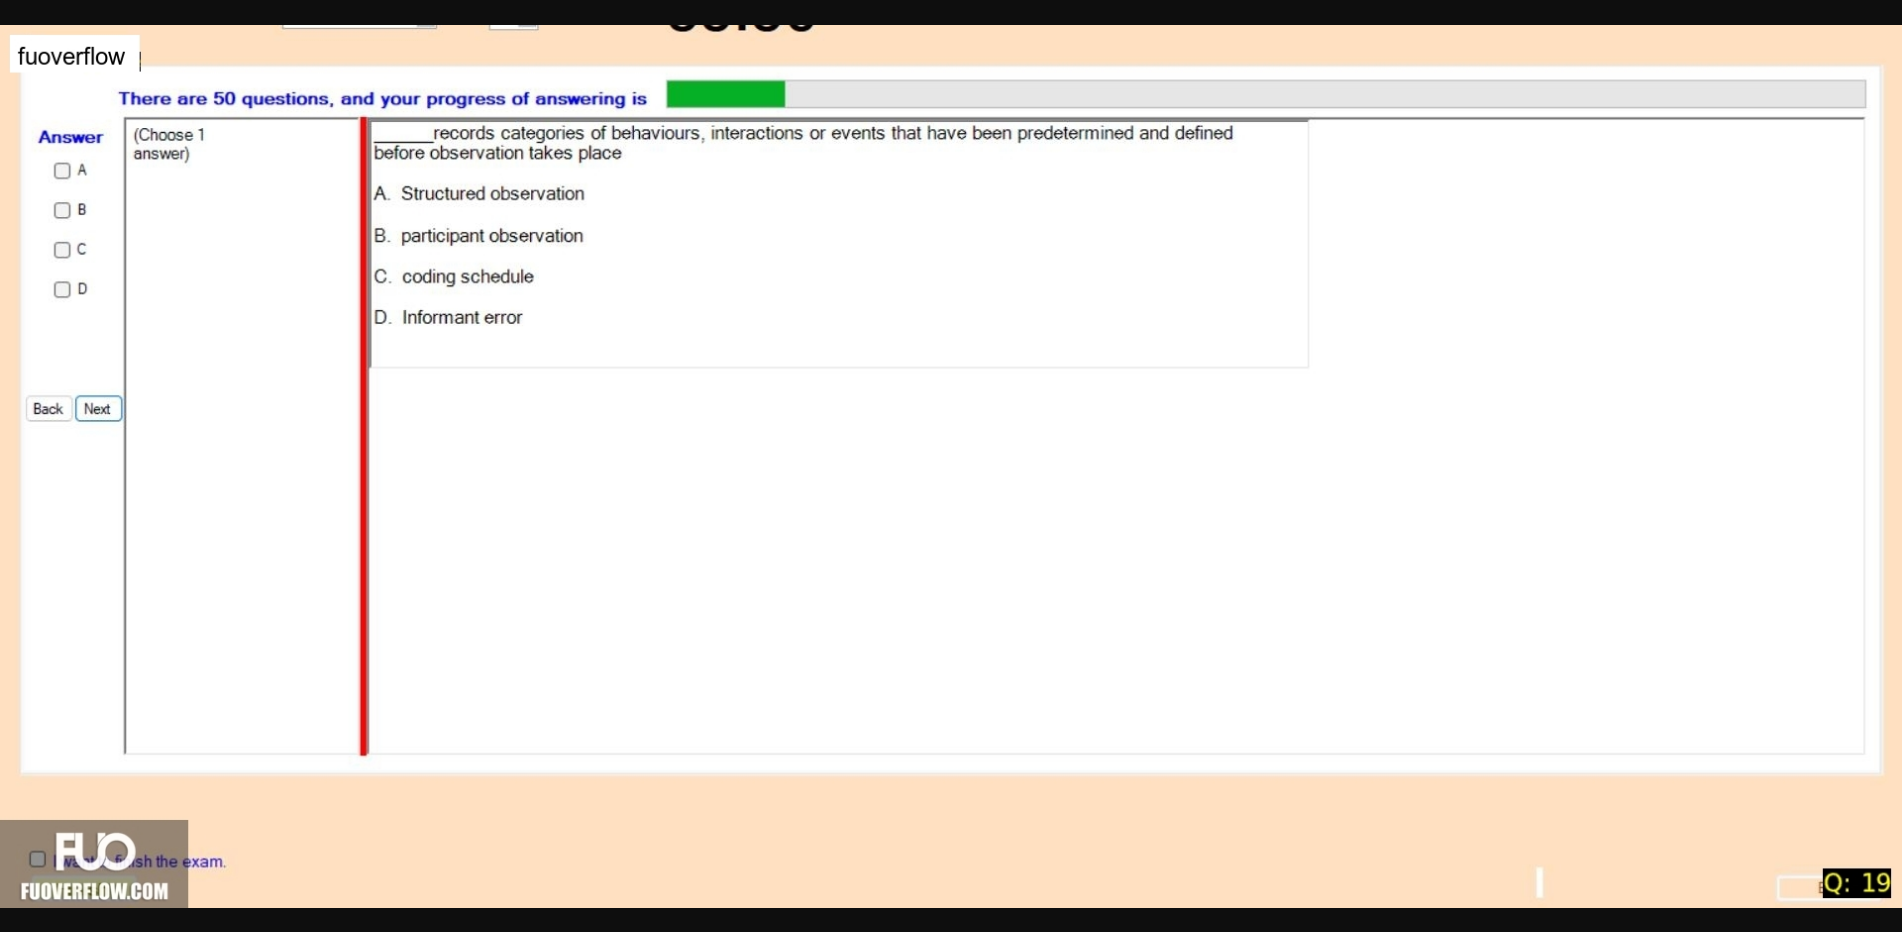 fuoverflow
There are 50 questions, and your progress of answering is
Answer
(Choose 1
answer)
A
B
C
D
Back
Next
______records categories of behaviours, interactions or events that have been predetermined and defined
before observation takes place
A. Structured observation
B. participant observation
C. coding schedule
D. Informant error
FUO
sh the exam.
FUOVERFLOW.COM
Q: 19